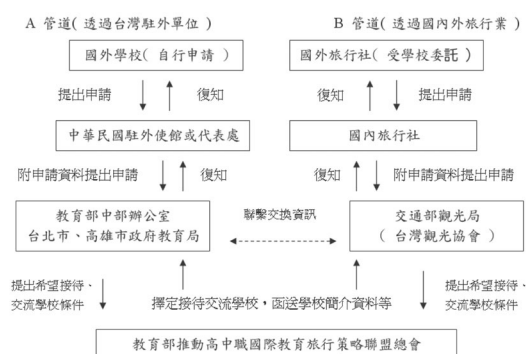 A 管道( 透過台灣駐外單位 )
B 管道( 透過國內外旅行業 )
國外學校( 自行申請 )
國外旅行社( 受學校委託 )
提出申請
復知
復知
提出申請
中華民國駐外使館或代表處
國內旅行社
附申請資料提出申請
復知
復知
附申請資料提出申請
教育部中部辦公室
台北市、高雄市政府教育局
聯繫交換資訊
交通部觀光局
( 台灣觀光協會 )
提出希望接待、
交流學校條件
擇定接待交流學校，函送學校簡介資料等
提出希望接待、
交流學校條件
教育部推動高中職國際教育旅行策略聯盟總會